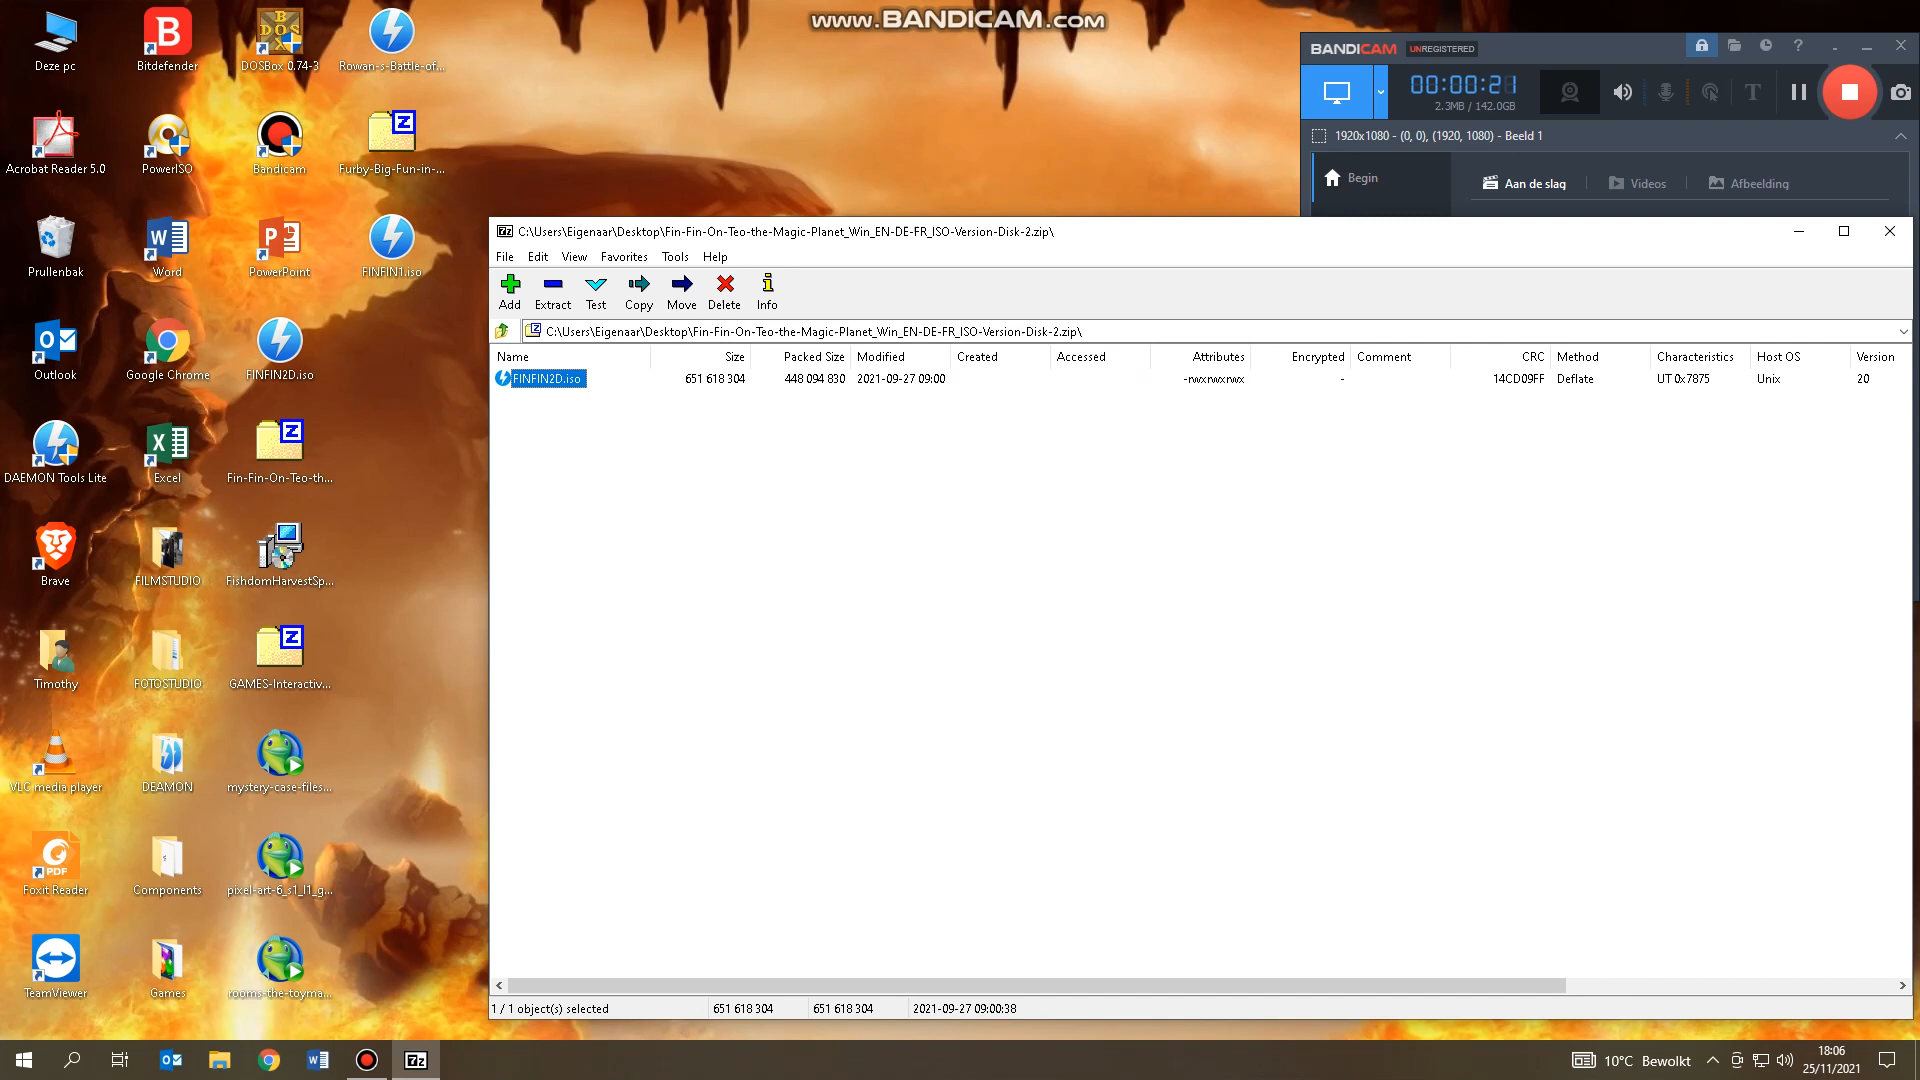 www.BANDICAM.com
Deze pc
Bitdefender
DOSBox 0.74-3
Rowan-s-Battle-of...
Acrobat Reader 5.0
PowerISO
Bandicam
Furby-Big-Fun-in-...
Prullenbak
Word
PowerPoint
FINFIN1.iso
Outlook
Google Chrome
FINFIN2D.iso
DAEMON Tools Lite
Excel
Fin-Fin-On-Teo-th...
Brave
FILMSTUDIO
FishdomHarvestSp...
Timothy
FOTOSTUDIO
GAMES-Interactiv...
VLC media player
DEAMON
mystery-case-files...
Foxit Reader
Components
pixel-art-6_s1_l1_g...
TeamViewer
Games
rooms-the-toyma...
BANDICAM UNREGISTERED
00:00:21
2.3MB / 142.0GB
1920x1080 - (0, 0), (1920, 1080) - Beeld 1
Begin
Aan de slag Videos Afbeelding
C:\Users\Eigenaar\Desktop\Fin-Fin-On-Teo-the-Magic-Planet_Win_EN-DE-FR_ISO-Version-Disk-2.zip\
File Edit View Favorites Tools Help
Add Extract Test Copy Move Delete Info
C:\Users\Eigenaar\Desktop\Fin-Fin-On-Teo-the-Magic-Planet_Win_EN-DE-FR_ISO-Version-Disk-2.zip\
Name Size Packed Size Modified Created Accessed Attributes Encrypted Comment CRC Method Characteristics Host OS Version
FINFIN2D.iso 651 618 304 448 094 830 2021-09-27 09:00 -rwxrwxrwx - 14CD09FF Deflate UT 0x7875 Unix 20
1 / 1 object(s) selected 651 618 304 651 618 304 2021-09-27 09:00:38
10°C Bewolkt
18:06
25/11/2021